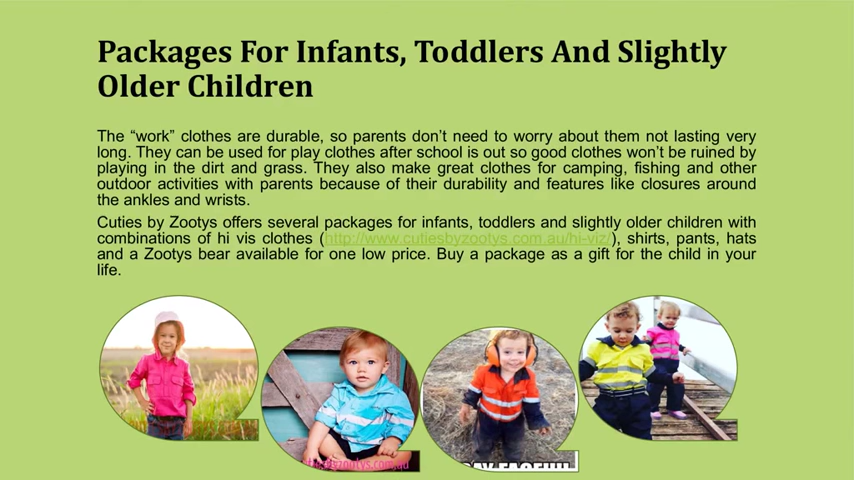 Packages For Infants, Toddlers And Slightly
Older Children
The “work” clothes are durable, so parents don’t need to worry about them not lasting very
long. They can be used for play clothes after school is out so good clothes won’t be ruined by
playing in the dirt and grass. They also make great clothes for camping, fishing and other
outdoor activities with parents because of their durability and features like closures around
the ankles and wrists.
Cuties by Zootys offers several packages for infants, toddlers and slightly older children with
combinations of hi vis clothes (http://www.cutiesbyzootys.com.au/hi-viz/), shirts, pants, hats
and a Zootys bear available for one low price. Buy a package as a gift for the child in your
life.